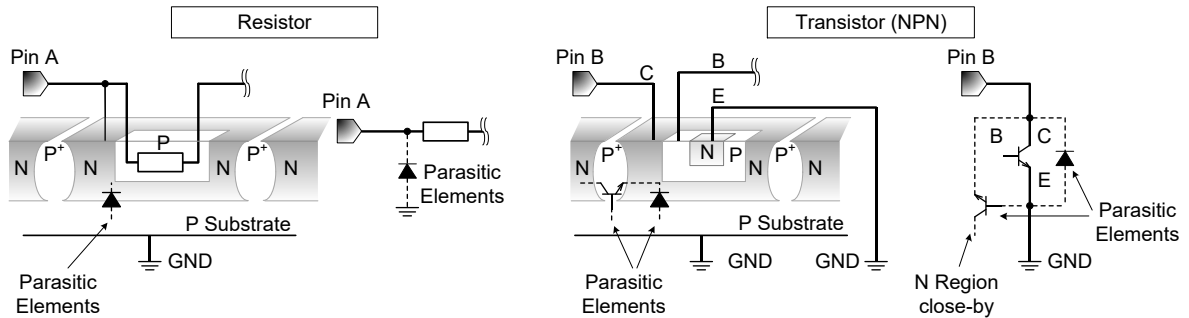 Resistor
Transistor (NPN)
Pin A
Pin A
N
P+
N
P
N
P+
N
Parasitic
Elements
P Substrate
GND
Parasitic
Elements
Pin B
C
B
E
N
P+
N
N
P
N
P+
N
P Substrate
GND
GND
Parasitic
Elements
Pin B
B
C
E
Parasitic
Elements
GND
N Region
close-by